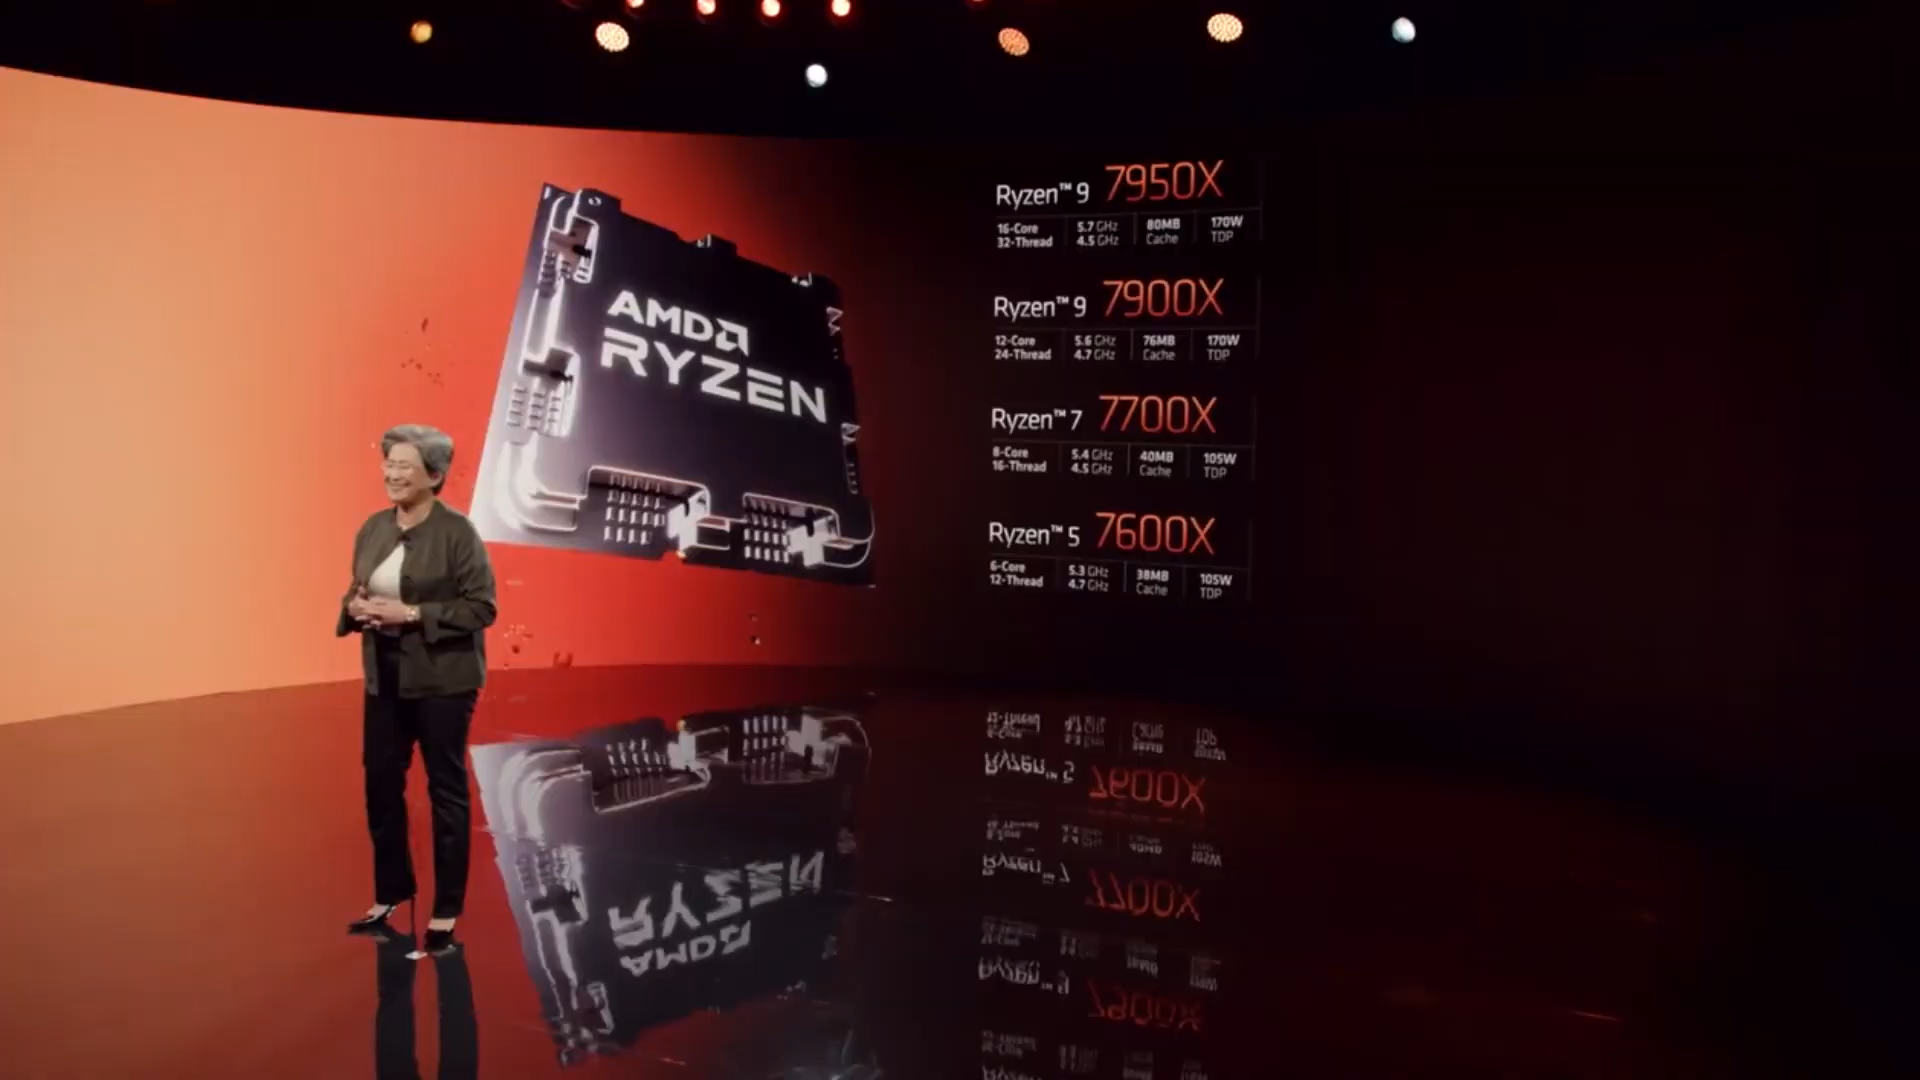 AMD
RYZEN
Ryzen™ 9 7950X
16-Core 5.7 GHz 80MB 170W
32-Thread 4.5 GHz Cache TDP
Ryzen™ 9 7900X
12-Core 5.6 GHz 76MB 170W
24-Thread 4.7 GHz Cache TDP
Ryzen™ 7 7700X
8-Core 5.4 GHz 40MB 105W
16-Thread 4.5 GHz Cache TDP
Ryzen™ 5 7600X
6-Core 5.3 GHz 38MB 105W
12-Thread 4.7 GHz Cache TDP